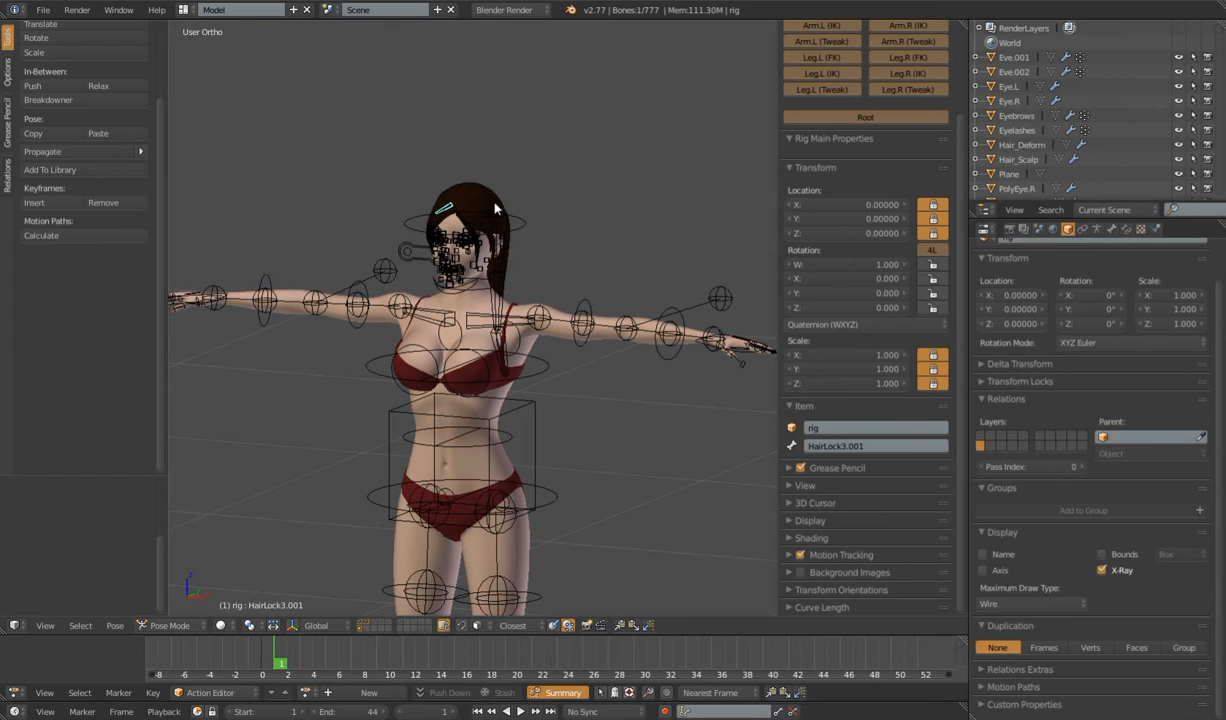 File Render Window Help Model Scene Blender Render v2.77 | Bones:1/777 | Mem:111.30M | rig
Tools
Options
Grease Pencil
Relations
Translate
Rotate
Scale
In-Between:
Push Relax
Breakdowner
Pose:
Copy Paste
Propagate
Add To Library
Keyframes:
Insert Remove
Motion Paths:
Calculate
User Ortho
(1) rig : HairLock3.001
Arm.L (IK) Arm.R (IK)
Arm.L (Tweak) Arm.R (Tweak)
Leg.L (FK) Leg.R (FK)
Leg.L (IK) Leg.R (IK)
Leg.L (Tweak) Leg.R (Tweak)
Root
Rig Main Properties
Transform
Location:
X: 0.00000
Y: 0.00000
Z: 0.00000
Rotation: 4L
W: 1.000
X: 0.000
Y: 0.000
Z: 0.000
Quaternion (WXYZ)
Scale:
X: 1.000
Y: 1.000
Z: 1.000
Item
rig
HairLock3.001
Grease Pencil
View
3D Cursor
Display
Shading
Motion Tracking
Background Images
Transform Orientations
Curve Length
RenderLayers
World
Eve.001
Eve.002
Eye.L
Eye.R
Eyebrows
Eyelashes
Hair_Deform
Hair_Scalp
Plane
PolyEye.R
View Search Current Scene
rig
Transform
Location: Rotation: Scale:
X: 0.00000 X: 0° X: 1.000
Y: 0.00000 Y: 0° Y: 1.000
Z: 0.00000 Z: 0° Z: 1.000
Rotation Mode: XYZ Euler
Delta Transform
Transform Locks
Relations
Layers: Parent:
Object
Pass Index: 0
Groups
Add to Group
Display
Name Bounds Box
Axis X-Ray
Maximum Draw Type:
Wire
Duplication
None Frames Verts Faces Group
Relations Extras
Motion Paths
Custom Properties
View Select Pose Pose Mode Global Closest
1
-8 -6 -4 -2 0 2 4 6 8 10 12 14 16 18 20 22 24 26 28 30 32 34 36 38 40 42 44 46 48 50 52
View Select Marker Key Action Editor New Push Down Stash Summary Nearest Frame
View Marker Frame Playback Start: 1 End: 44 1 No Sync